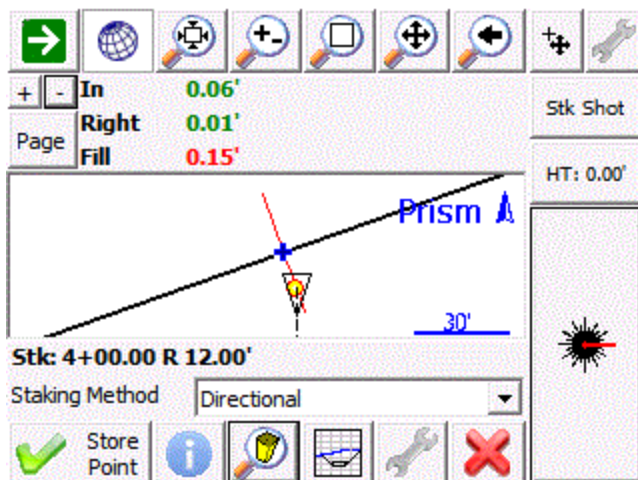 + - In 0.06'
Right 0.01'
Page
Fill 0.15'
Stk Shot
HT: 0.00'
Prism
30'
Stk: 4+00.00 R 12.00'
Staking Method Directional
Store
Point